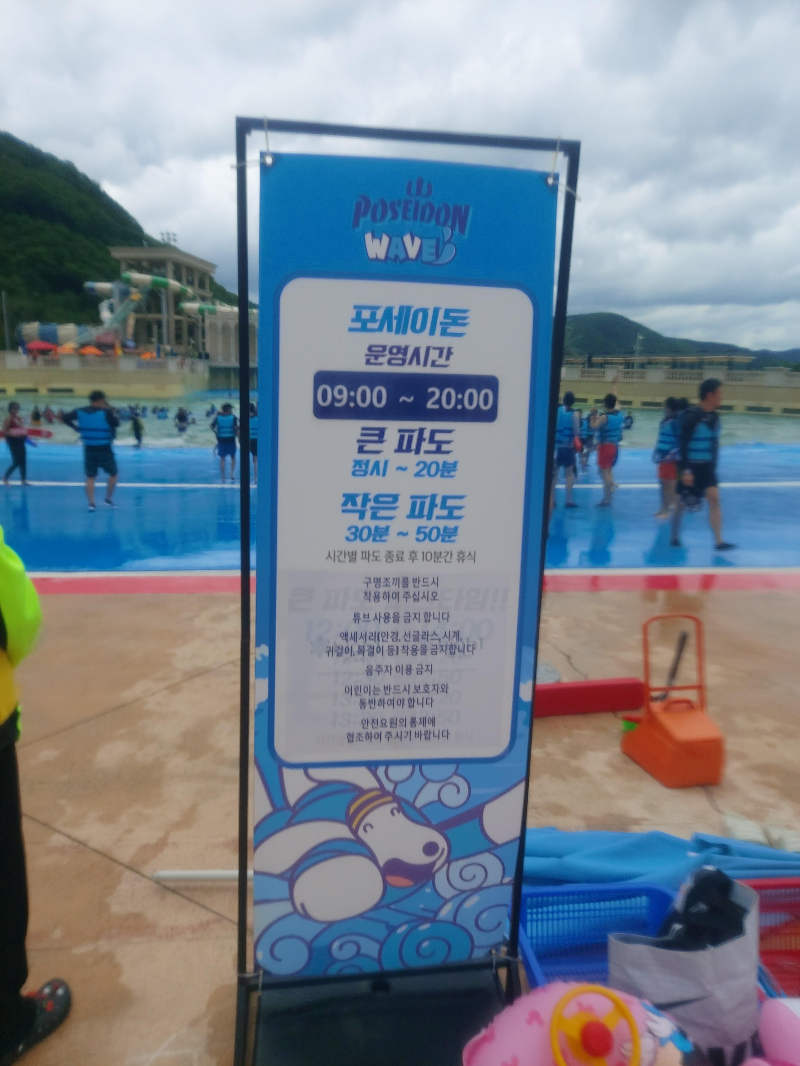 POSEIDON
WAVE
포세이돈
운영시간
09:00 ~ 20:00
큰 파도
정시 ~ 20분
작은 파도
30분 ~ 50분
시간별 파도 종료 후 10분간 휴식
구명조끼를 반드시
착용하여 주십시오
튜브 사용을 금지 합니다
액세서리(안경, 선글라스, 시계,
귀걸이, 목걸이 등) 착용을 금지합니다
음주자 이용 금지
어린이는 반드시 보호자와
동반하여야 합니다
안전요원의 통제에
협조하여 주시기 바랍니다